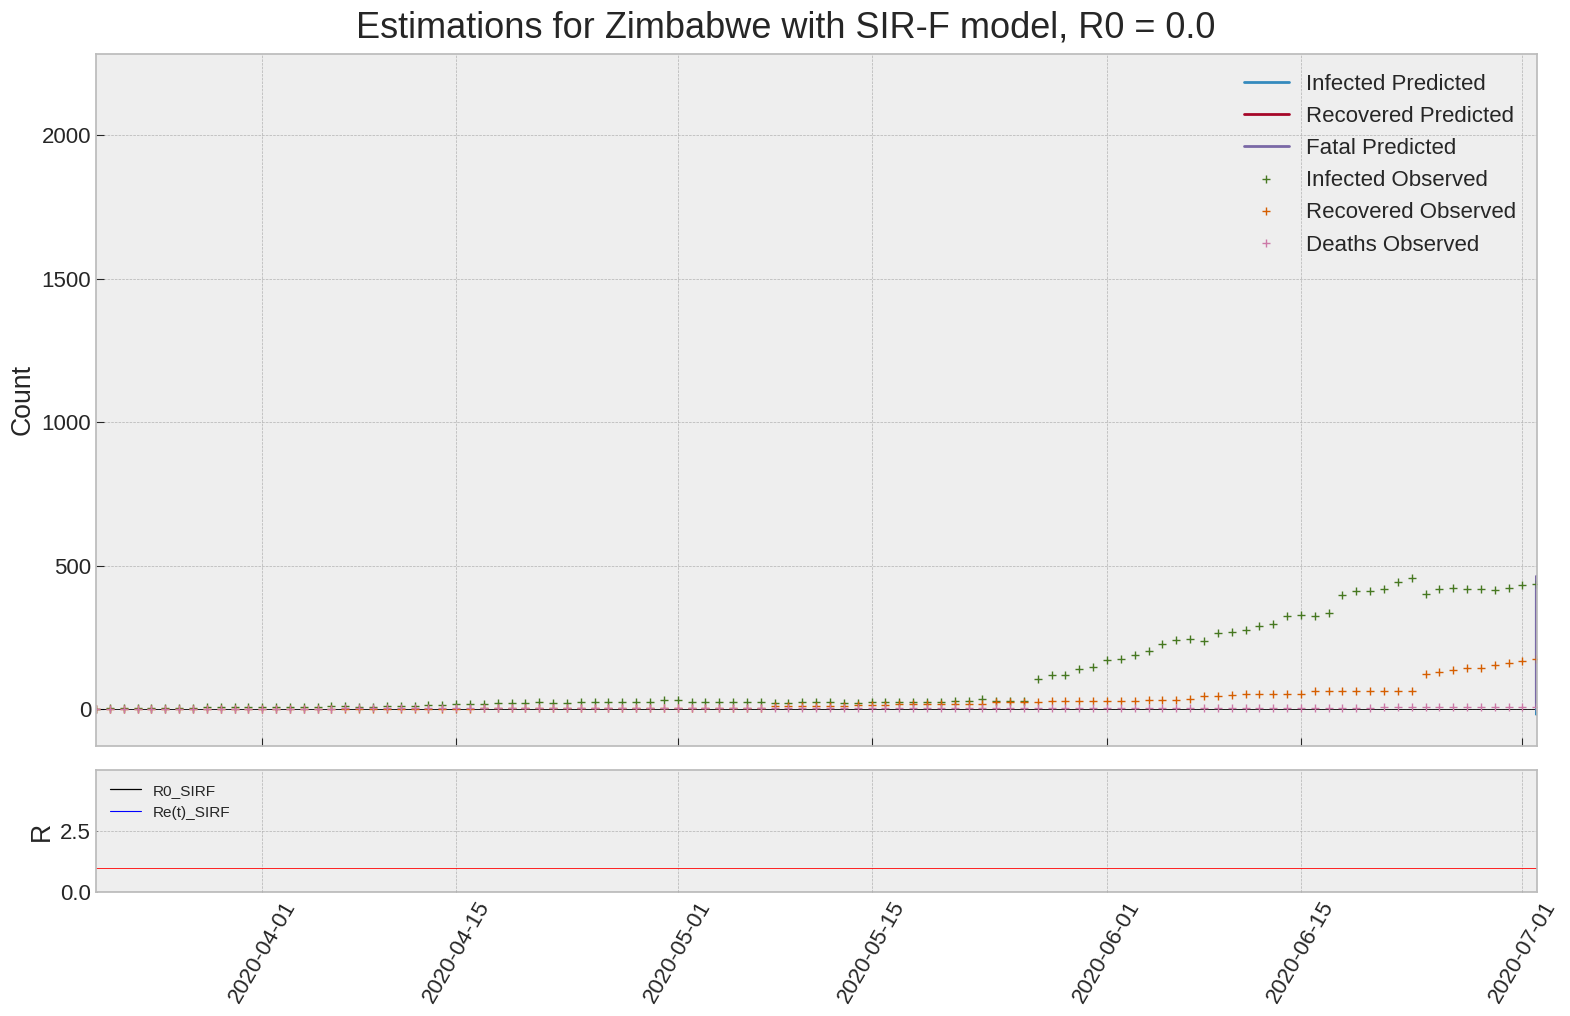 Estimations for Zimbabwe with SIR-F model, R0 = 0.0
Infected Predicted
Recovered Predicted
Fatal Predicted
Infected Observed
Recovered Observed
Deaths Observed
Count
2000
1500
1000
500
0
R0_SIRF
Re(t)_SIRF
R
2.5
0.0
2020-04-01
2020-04-15
2020-05-01
2020-05-15
2020-06-01
2020-06-15
2020-07-01